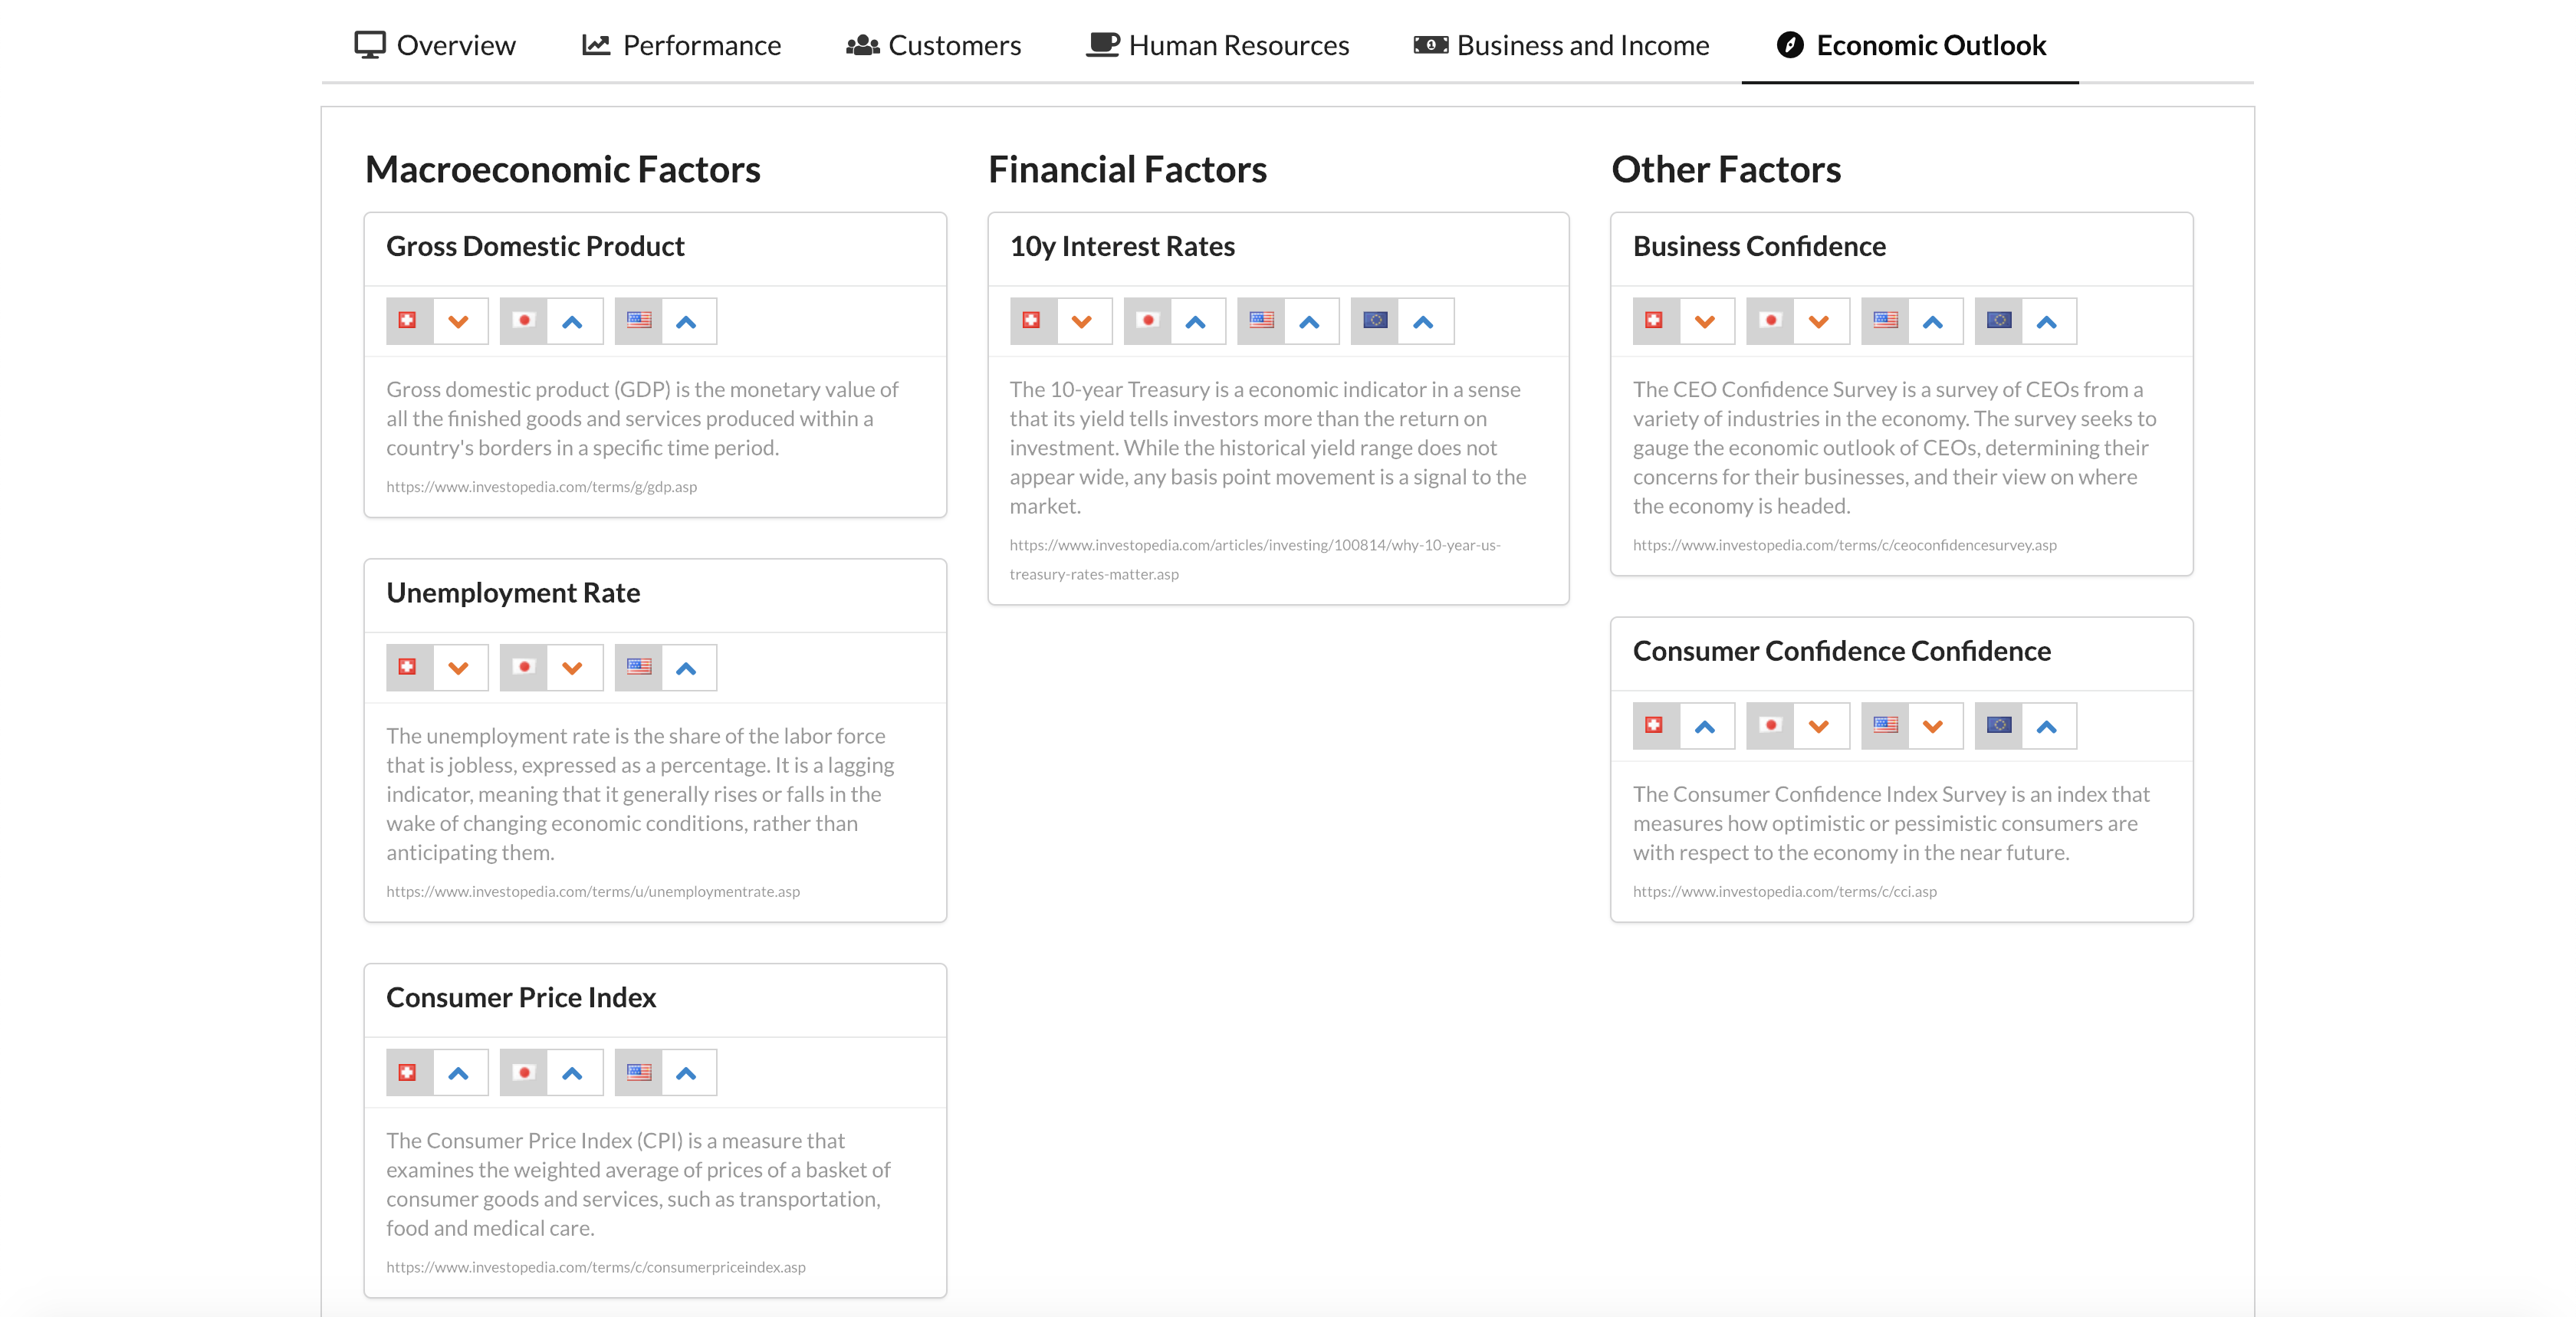 Overview Performance Customers Human Resources Business and Income Economic Outlook
Macroeconomic Factors
Gross Domestic Product
Gross domestic product (GDP) is the monetary value of
all the finished goods and services produced within a
country's borders in a specific time period.
https://www.investopedia.com/terms/g/gdp.asp
Unemployment Rate
The unemployment rate is the share of the labor force
that is jobless, expressed as a percentage. It is a lagging
indicator, meaning that it generally rises or falls in the
wake of changing economic conditions, rather than
anticipating them.
https://www.investopedia.com/terms/u/unemploymentrate.asp
Consumer Price Index
The Consumer Price Index (CPI) is a measure that
examines the weighted average of prices of a basket of
consumer goods and services, such as transportation,
food and medical care.
https://www.investopedia.com/terms/c/consumerpriceindex.asp
Financial Factors
10y Interest Rates
The 10-year Treasury is a economic indicator in a sense
that its yield tells investors more than the return on
investment. While the historical yield range does not
appear wide, any basis point movement is a signal to the
market.
https://www.investopedia.com/articles/investing/100814/why-10-year-us-
treasury-rates-matter.asp
Other Factors
Business Confidence
The CEO Confidence Survey is a survey of CEOs from a
variety of industries in the economy. The survey seeks to
gauge the economic outlook of CEOs, determining their
concerns for their businesses, and their view on where
the economy is headed.
https://www.investopedia.com/terms/c/ceoconfidencesurvey.asp
Consumer Confidence Confidence
The Consumer Confidence Index Survey is an index that
measures how optimistic or pessimistic consumers are
with respect to the economy in the near future.
https://www.investopedia.com/terms/c/cci.asp